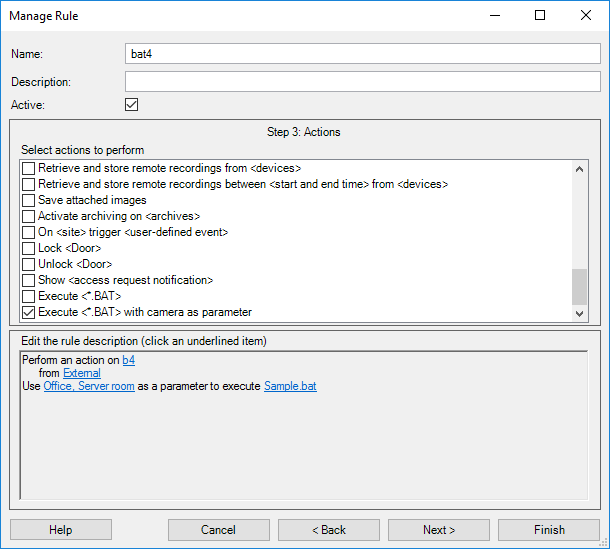 Manage Rule
Name: bat4
Description:
Active:
Step 3: Actions
Select actions to perform
Retrieve and store remote recordings from <devices>
Retrieve and store remote recordings between <start and end time> from <devices>
Save attached images
Activate archiving on <archives>
On <site> trigger <user-defined event>
Lock <Door>
Unlock <Door>
Show <access request notification>
Execute <*.BAT>
Execute <*.BAT> with camera as parameter
Edit the rule description (click an underlined item)
Perform an action on b4
from External
Use Office, Server room as a parameter to execute Sample.bat
Help Cancel < Back Next > Finish